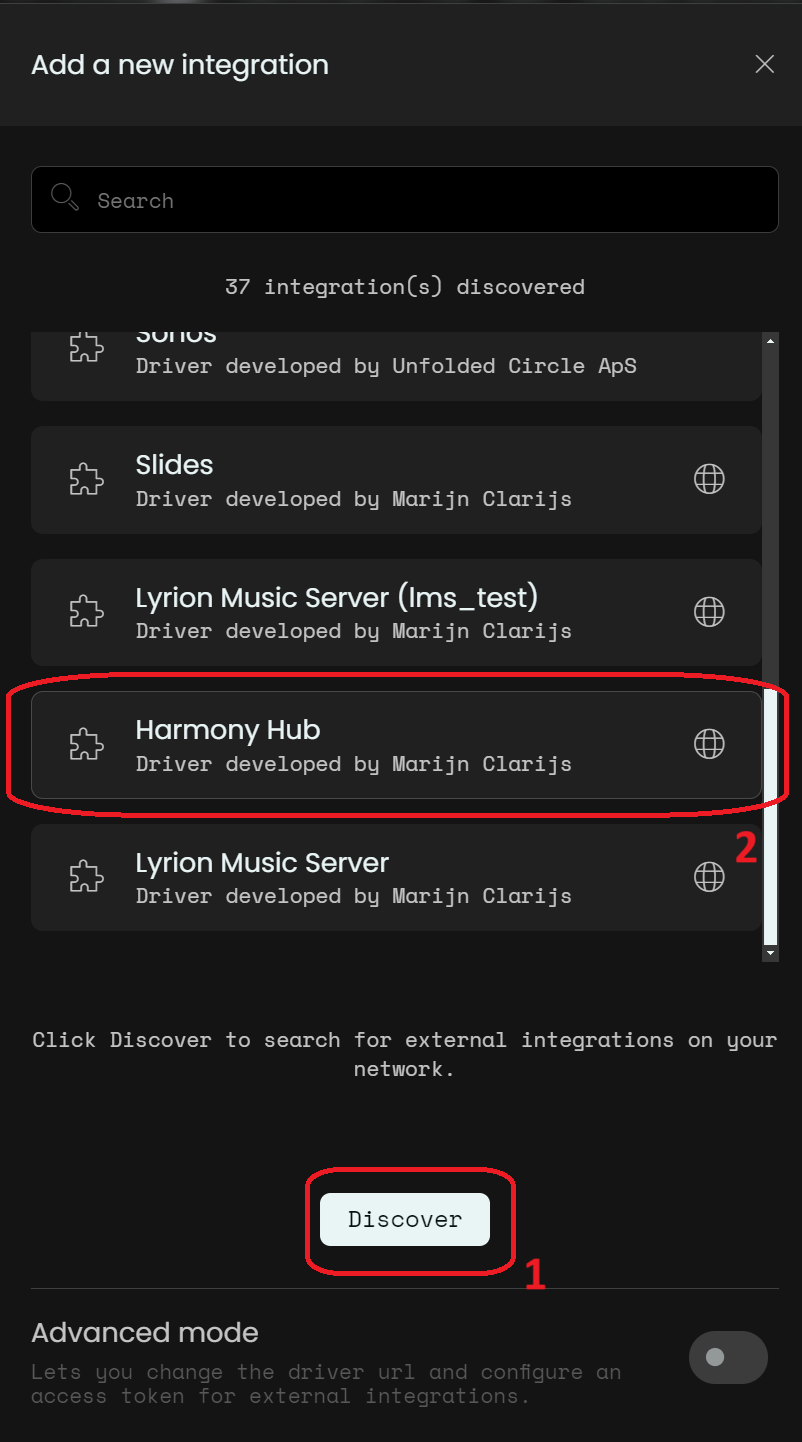 Add a new integration
Search
37 integration(s) discovered
Sonos
Driver developed by Unfolded Circle ApS
Slides
Driver developed by Marijn Clarijs
Lyrion Music Server (lms_test)
Driver developed by Marijn Clarijs
Harmony Hub
Driver developed by Marijn Clarijs
2
Lyrion Music Server
Driver developed by Marijn Clarijs
Click Discover to search for external integrations on your
network.
Discover
1
Advanced mode
Lets you change the driver url and configure an
access token for external integrations.